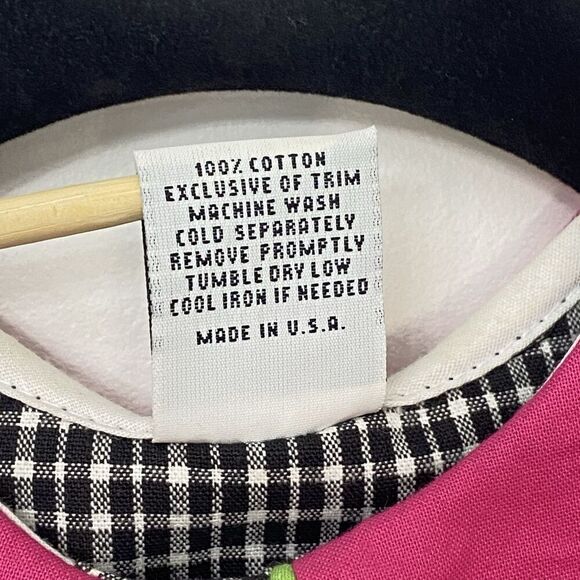 100% COTTON
EXCLUSIVE OF TRIM
MACHINE WASH
COLD SEPARATELY
REMOVE PROMPTLY
TUMBLE DRY LOW
COOL IRON IF NEEDED
MADE IN U.S.A.